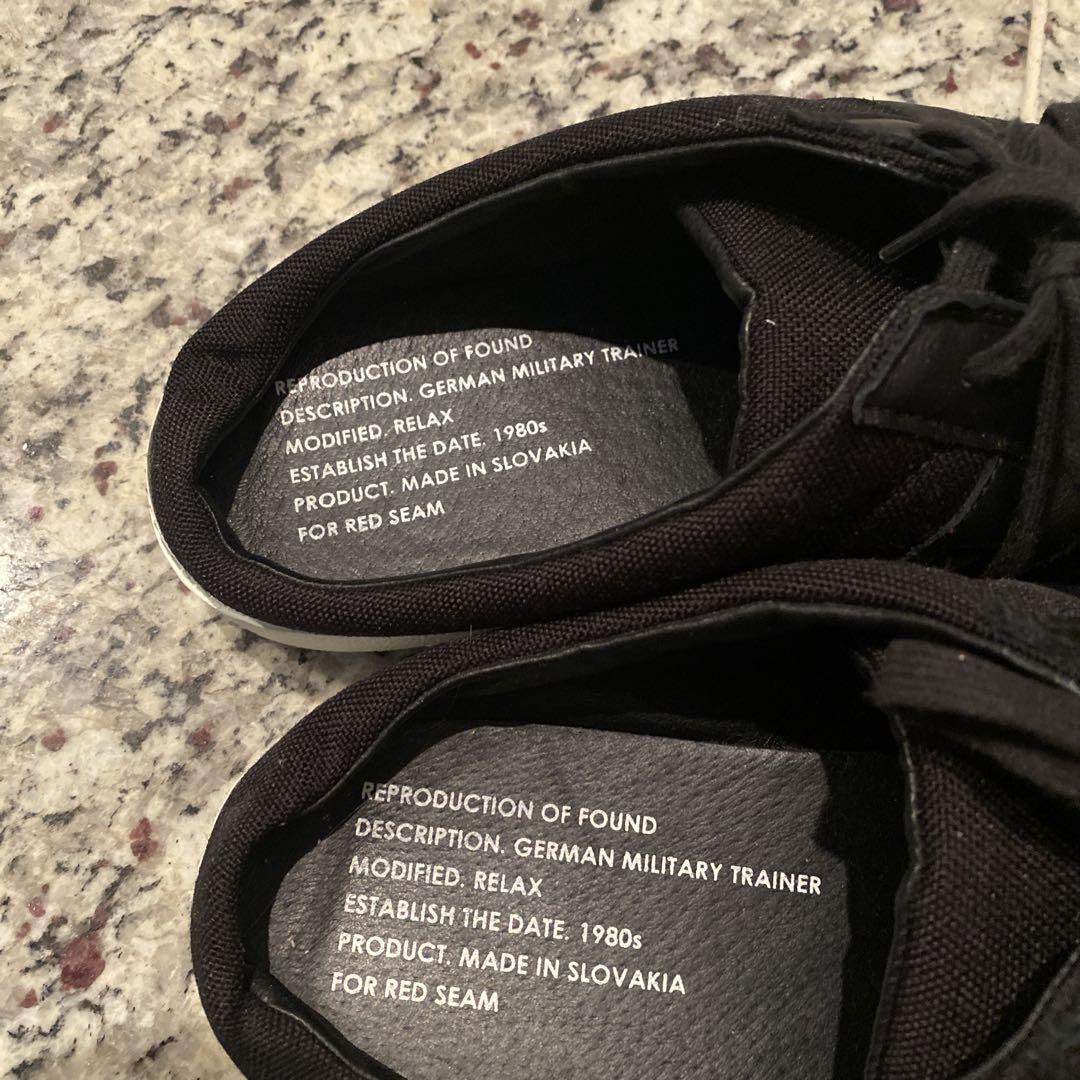 REPRODUCTION OF FOUND
DESCRIPTION. GERMAN MILITARY TRAINER
MODIFIED. RELAX
ESTABLISH THE DATE. 1980s
PRODUCT. MADE IN SLOVAKIA
FOR RED SEAM
REPRODUCTION OF FOUND
DESCRIPTION. GERMAN MILITARY TRAINER
MODIFIED. RELAX
ESTABLISH THE DATE. 1980s
PRODUCT. MADE IN SLOVAKIA
FOR RED SEAM